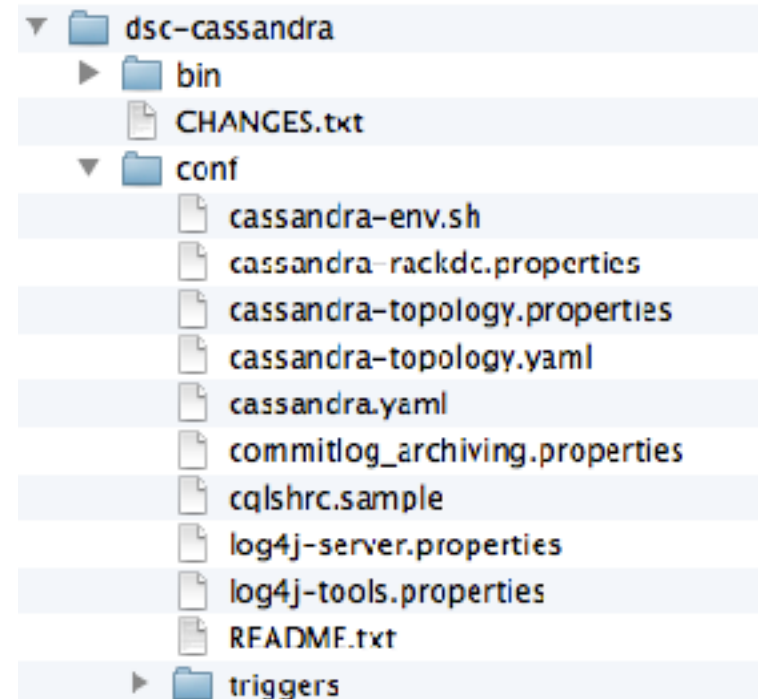 dsc-cassandra
bin
CHANGES.txt
conf
cassandra-env.sh
cassandra-rackdc.properties
cassandra-topology.properties
cassandra-topology.yaml
cassandra.yaml
commitlog_archiving.properties
cqlshrc.sample
log4j-server.properties
log4j-tools.properties
README.txt
triggers